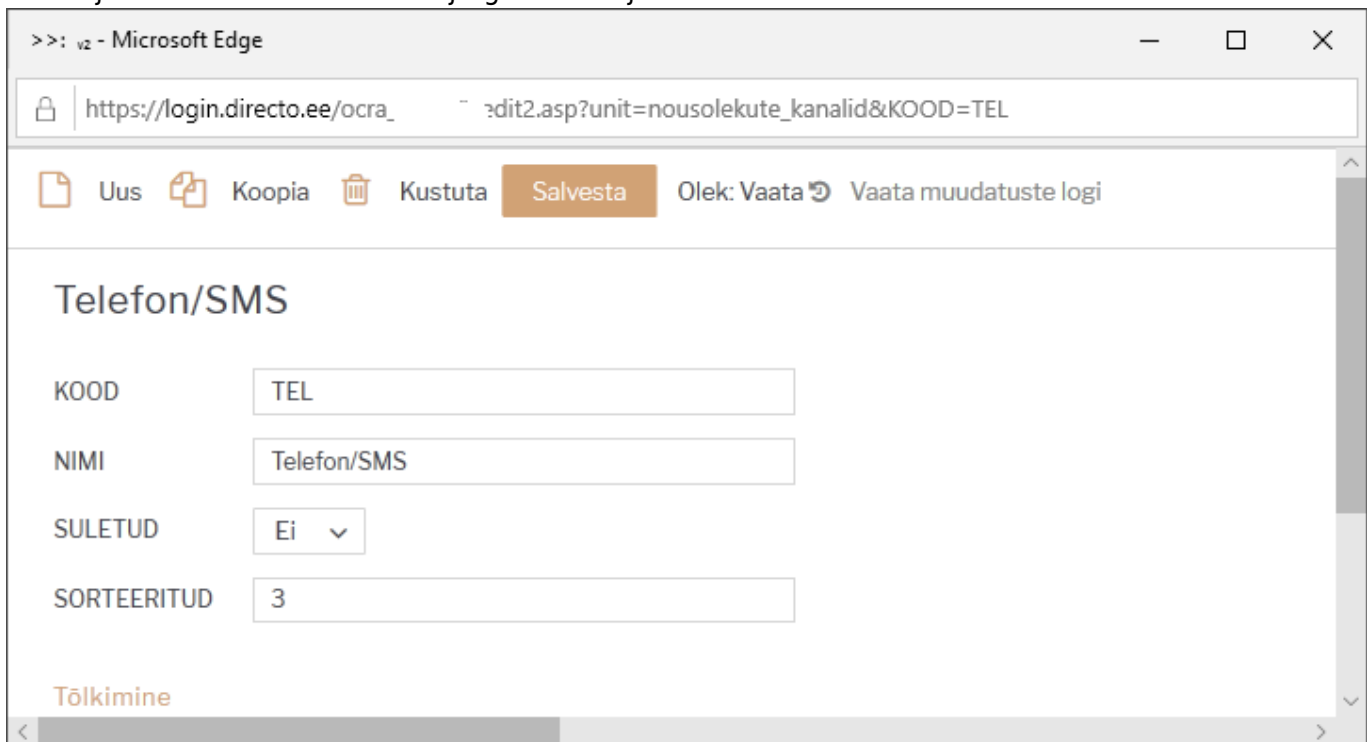 >>: v2 - Microsoft Edge
https://login.directo.ee/ocra_ edit2.asp?unit=nousolekute_kanalid&KOOD=TEL
Uus Koopia Kustuta Salvesta Olek: Vaata Vaata muudatuste logi
Telefon/SMS
KOOD TEL
NIMI Telefon/SMS
SULETUD Ei
SORTEERITUD 3
Tõlkimine